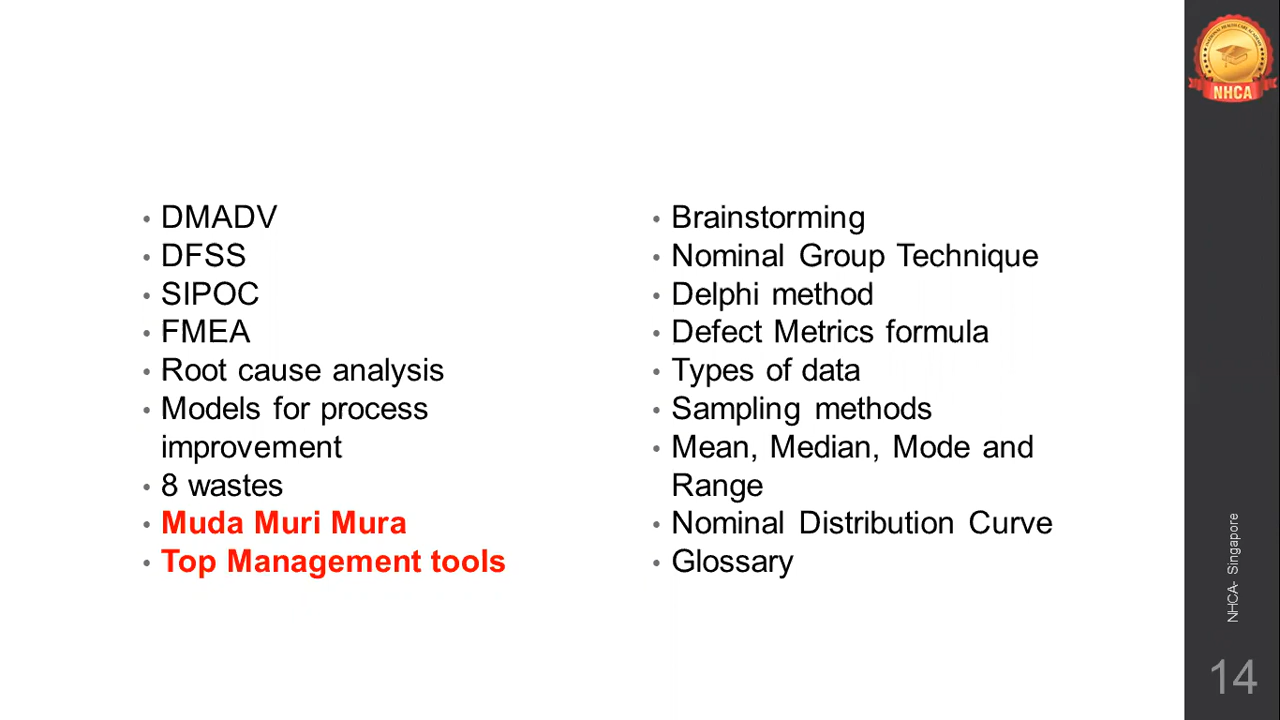 • DMADV
• DFSS
• SIPOC
• FMEA
• Root cause analysis
• Models for process
improvement
• 8 wastes
• Muda Muri Mura
• Top Management tools
• Brainstorming
• Nominal Group Technique
• Delphi method
• Defect Metrics formula
• Types of data
• Sampling methods
• Mean, Median, Mode and
Range
• Nominal Distribution Curve
• Glossary
NHCA
NHCA- Singapore
14